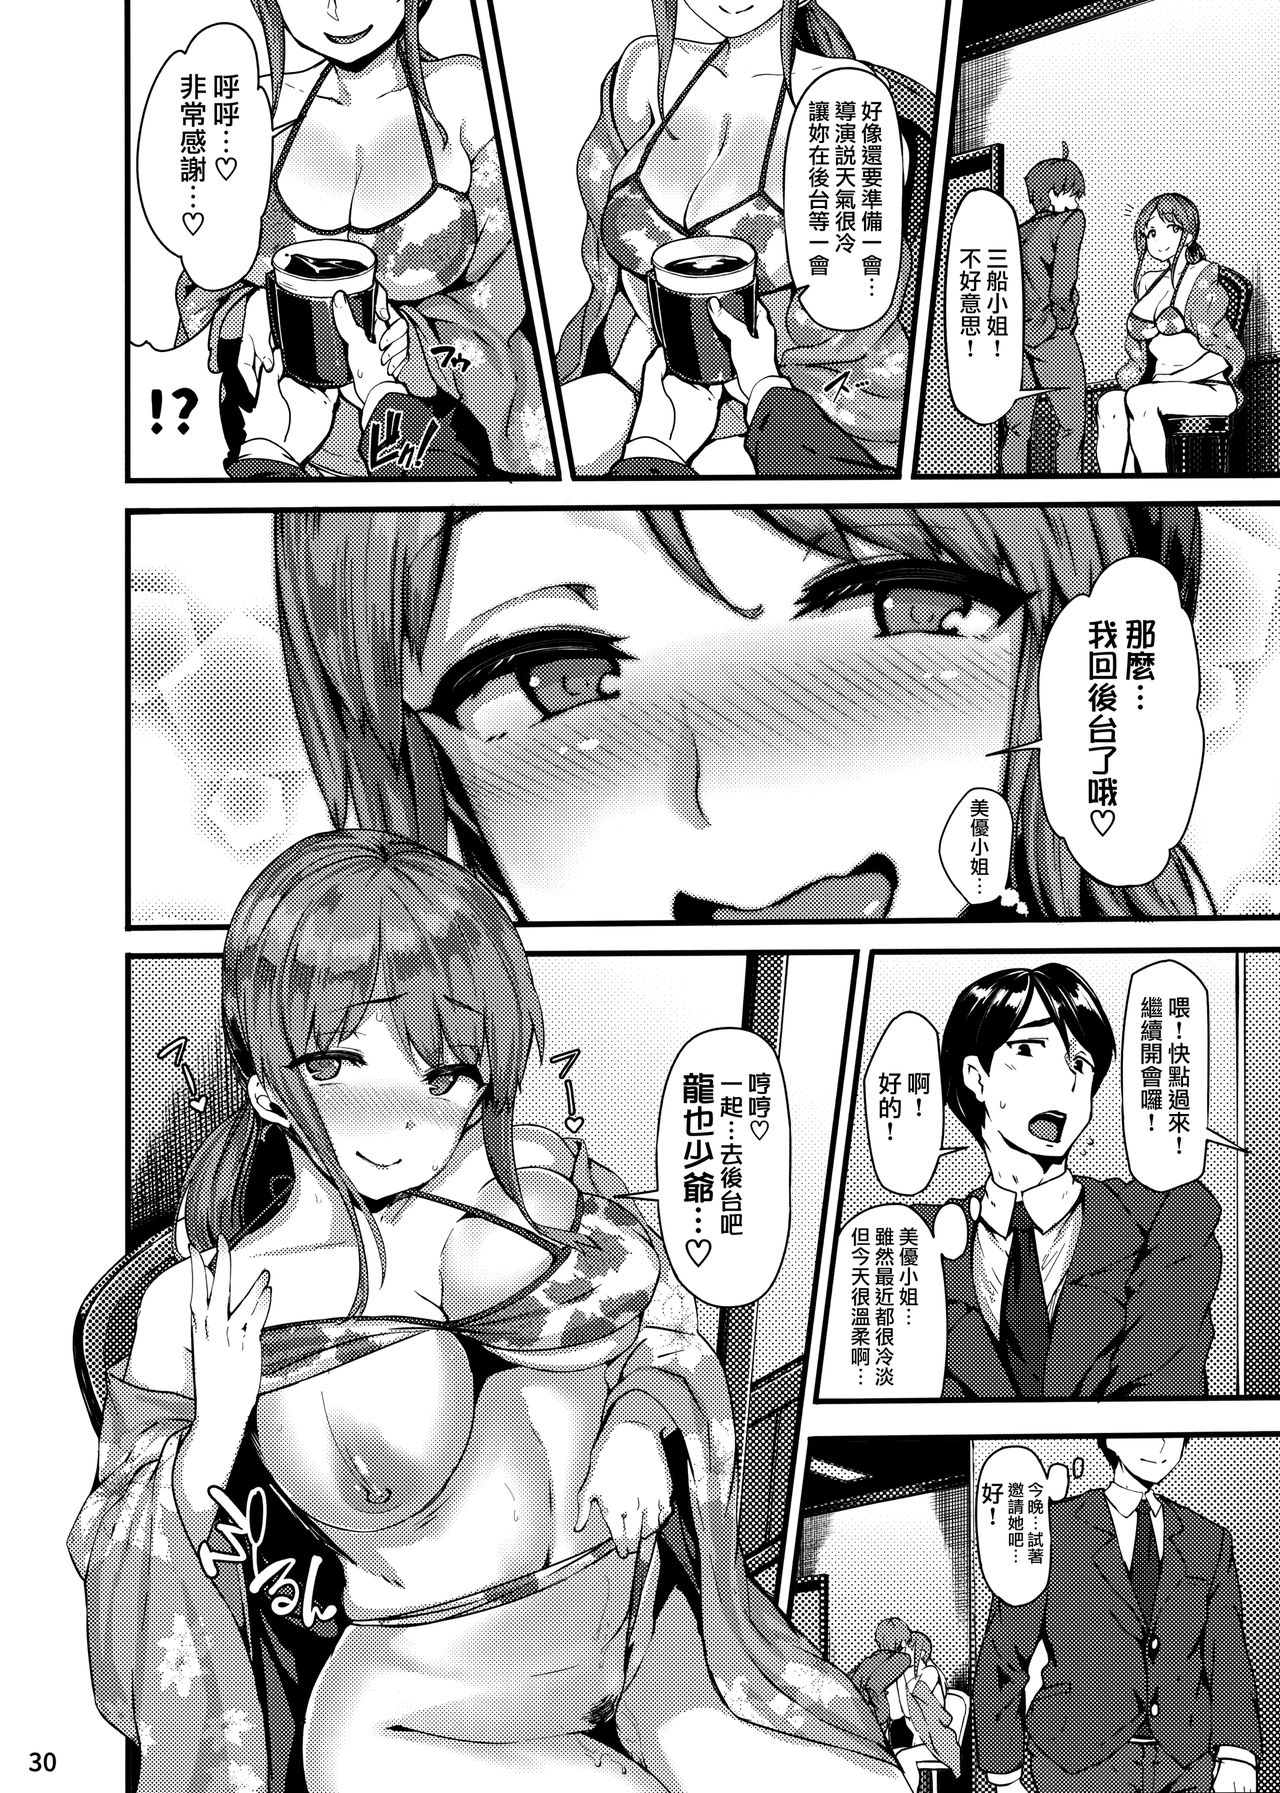 三船小姐！
不好意思！
好像還要準備一會…
導演說天氣很冷
讓妳在後台等一會
呼呼…♡
非常感謝…♡
!?
那麼…
我回後台了哦♡
美優小姐…
喂！快點過來！
繼續開會囉！
啊！
好的！
美優小姐…
雖然最近都很冷淡
但今天很溫柔啊…
今晚…試著
邀請她吧…
好！
哼哼♡
一起…去後台吧
龍也少爺…♡
30